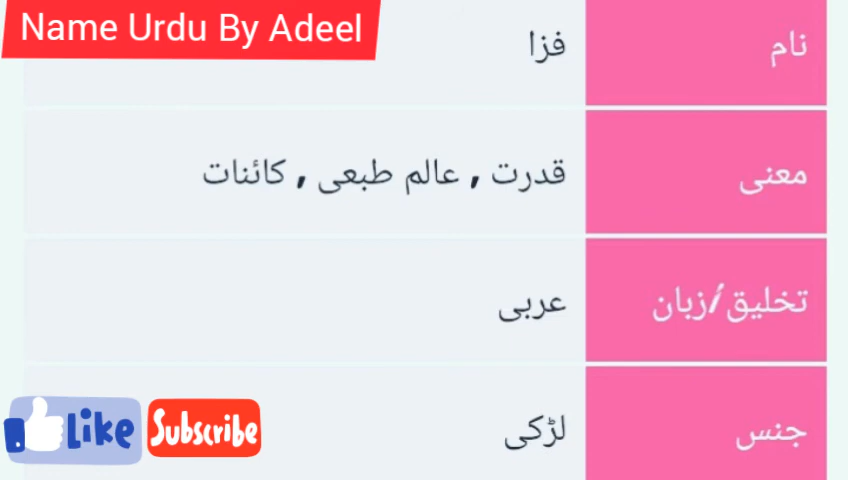 Name Urdu By Adeel
نام فزا
معنی قدرت , عالم طبعی , کائنات
تخلیق/زبان عربی
جنس لڑکی
Like Subscribe